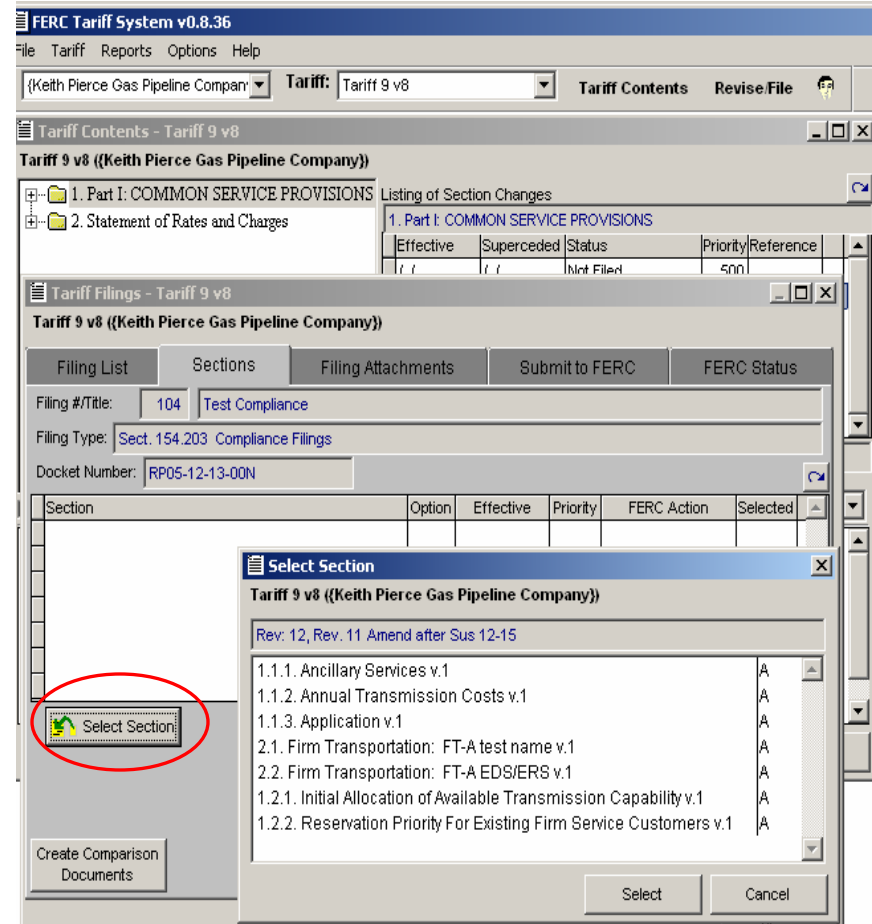 FERC Tariff System v0.8.36
File Tariff Reports Options Help
{Keith Pierce Gas Pipeline Compan Tariff: Tariff 9 v8 Tariff Contents Revise/File
Tariff Contents - Tariff 9 v8
Tariff 9 v8 ({Keith Pierce Gas Pipeline Company})
1. Part I: COMMON SERVICE PROVISIONS
2. Statement of Rates and Charges
Listing of Section Changes
1. Part I: COMMON SERVICE PROVISIONS
Effective Superceded Status Priority Reference
/ / / / Not Filed 500
Tariff Filings - Tariff 9 v8
Tariff 9 v8 ({Keith Pierce Gas Pipeline Company})
Filing List Sections Filing Attachments Submit to FERC FERC Status
Filing #/Title: 104 Test Compliance
Filing Type: Sect. 154.203 Compliance Filings
Docket Number: RP05-12-13-00N
Section Option Effective Priority FERC Action Selected
Select Section
Create Comparison
Documents
Select Section
Tariff 9 v8 ({Keith Pierce Gas Pipeline Company})
Rev: 12, Rev. 11 Amend after Sus 12-15
1.1.1. Ancillary Services v.1 A
1.1.2. Annual Transmission Costs v.1 A
1.1.3. Application v.1 A
2.1. Firm Transportation: FT-A test name v.1 A
2.2. Firm Transportation: FT-A EDS/ERS v.1 A
1.2.1. Initial Allocation of Available Transmission Capability v.1 A
1.2.2. Reservation Priority For Existing Firm Service Customers v.1 A
Select Cancel